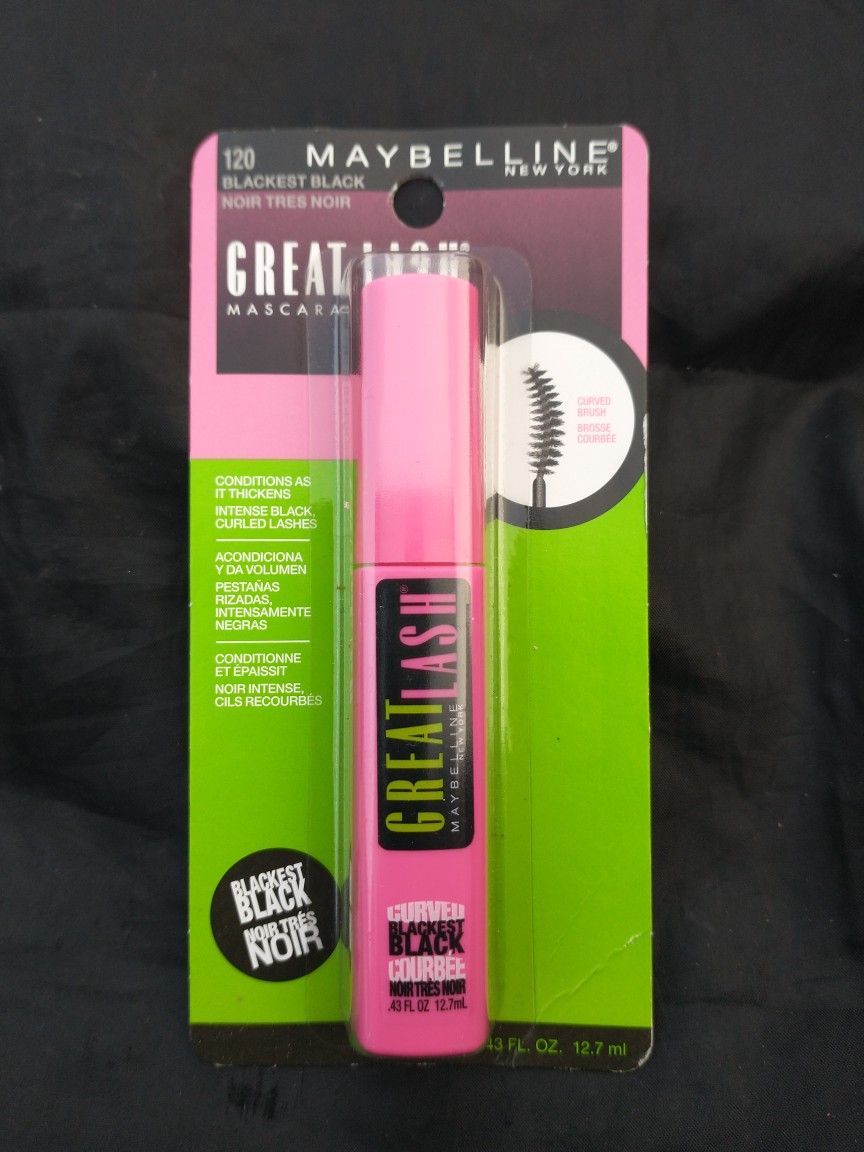 120
MAYBELLINE®
NEW YORK
BLACKEST BLACK
NOIR TRES NOIR
GREAT LASH®
MASCARA
CURVED
BRUSH
BROSSE
COURBÉE
CONDITIONS AS
IT THICKENS
INTENSE BLACK,
CURLED LASHES
ACONDICIONA
Y DA VOLUMEN
PESTAÑAS
RIZADAS,
INTENSAMENTE
NEGRAS
CONDITIONNE
ET ÉPAISSIT
NOIR INTENSE,
CILS RECOURBÉS
GREAT LASH®
MAYBELLINE
NEW YORK
BLACKEST
BLACK
NOIR TRÉS
NOIR
CURVED
BLACKEST
BLACK
COURBÉE
NOIR TRÈS NOIR
.43 FL OZ 12.7mL
.43 FL. OZ. 12.7 ml